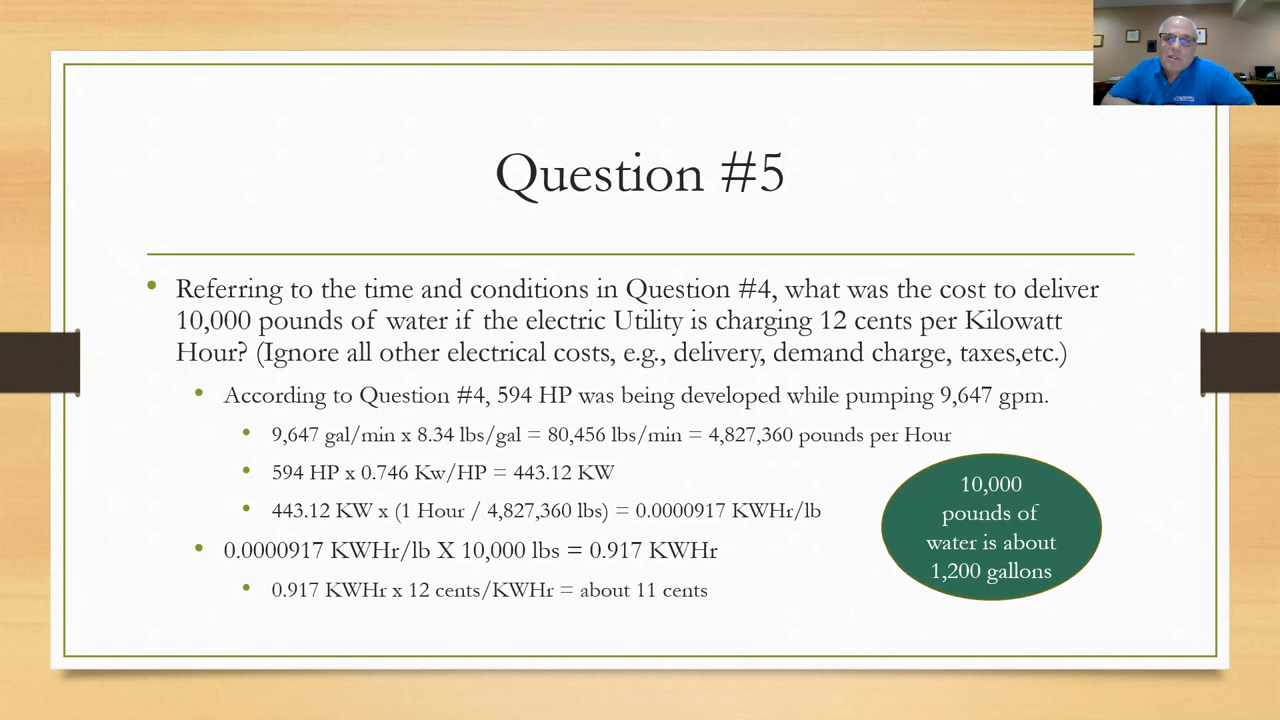 Question #5
• Referring to the time and conditions in Question #4, what was the cost to deliver
10,000 pounds of water if the electric Utility is charging 12 cents per Kilowatt
Hour? (Ignore all other electrical costs, e.g., delivery, demand charge, taxes,etc.)
• According to Question #4, 594 HP was being developed while pumping 9,647 gpm.
• 9,647 gal/min x 8.34 lbs/gal = 80,456 lbs/min = 4,827,360 pounds per Hour
• 594 HP x 0.746 Kw/HP = 443.12 KW
• 443.12 KW x (1 Hour / 4,827,360 lbs) = 0.0000917 KWHr/lb
• 0.0000917 KWHr/lb X 10,000 lbs = 0.917 KWHr
• 0.917 KWHr x 12 cents/KWHr = about 11 cents
10,000
pounds of
water is about
1,200 gallons